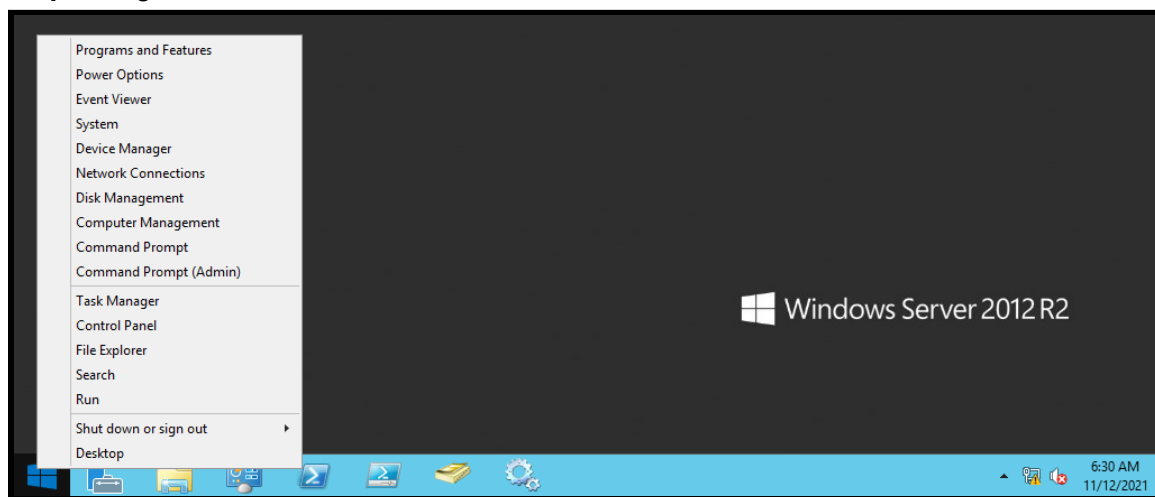 Programs and Features
Power Options
Event Viewer
System
Device Manager
Network Connections
Disk Management
Computer Management
Command Prompt
Command Prompt (Admin)
Task Manager
Control Panel
File Explorer
Search
Run
Shut down or sign out
Desktop
Windows Server 2012 R2
6:30 AM
11/12/2021